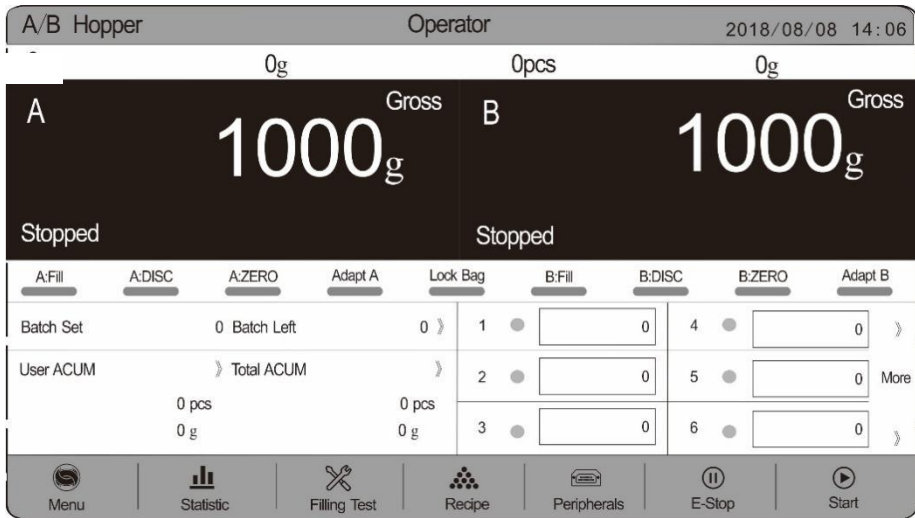 A/B Hopper Operator 2018/08/08 14:06
0g 0pcs 0g
A Gross B Gross
1000g 1000g
Stopped Stopped
A:Fill A:DISC A:ZERO Adapt A Lock Bag B:Fill B:DISC B:ZERO Adapt B
Batch Set 0 Batch Left 0 》 1 0 4 0 》
User ACUM 》 Total ACUM 》 2 0 5 0 More
0 pcs 0 pcs
0 g 0 g 3 0 6 0 》
Menu Statistic Filling Test Recipe Peripherals E-Stop Start